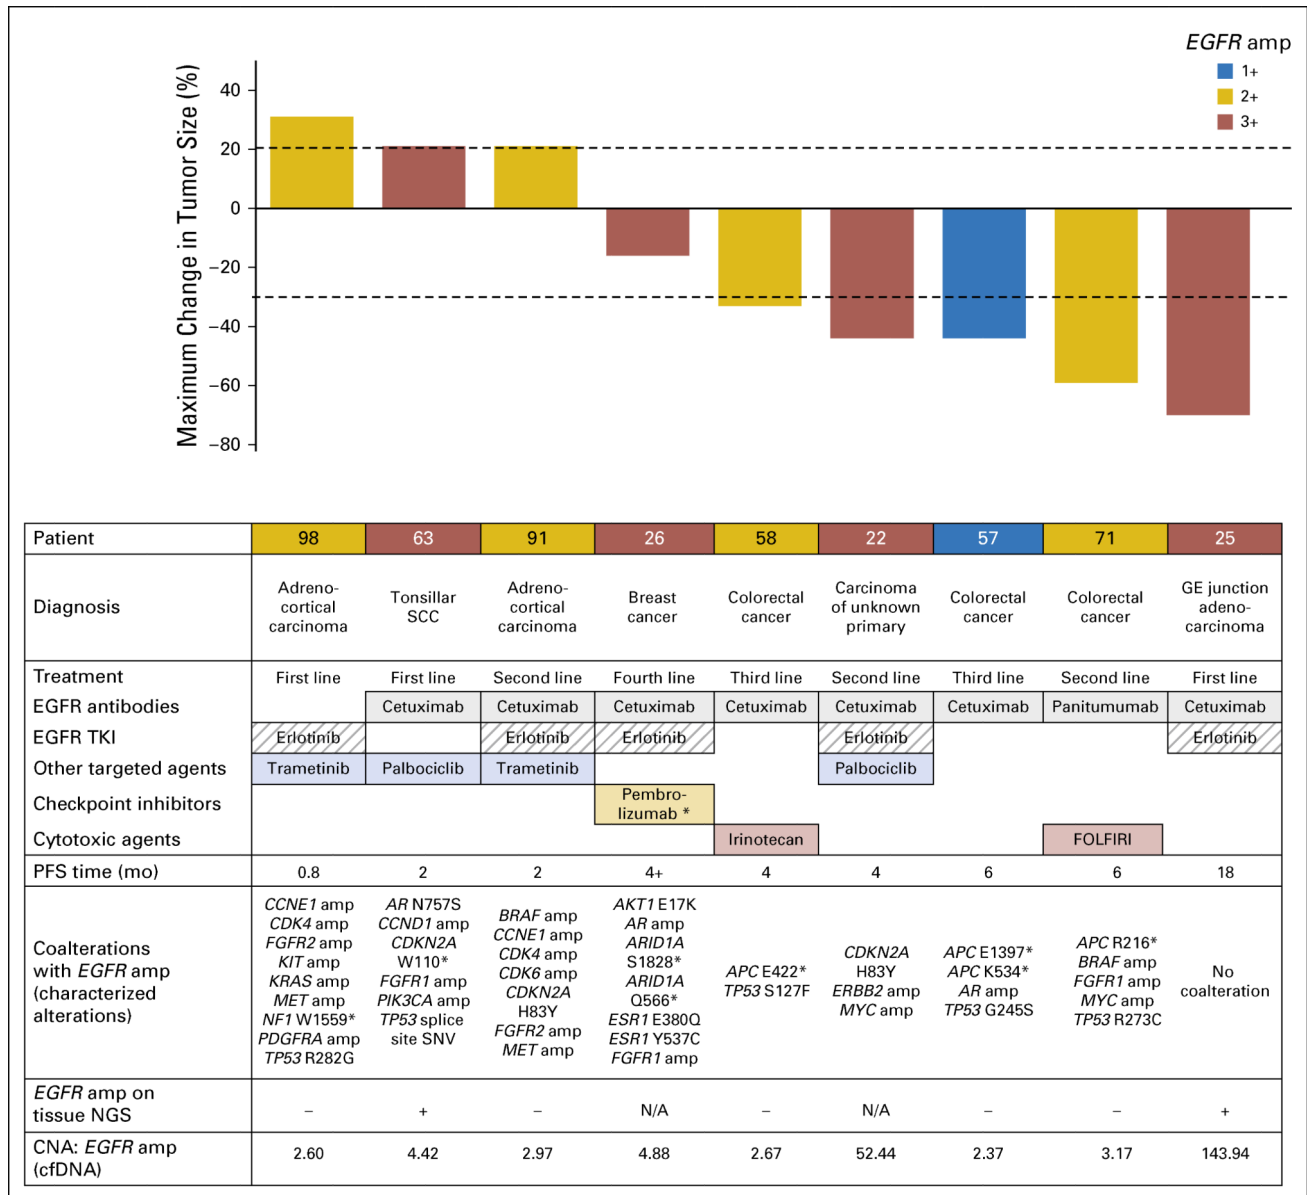 EGFR amp
1+
2+
3+
Maximum Change in Tumor Size (%)
40
20
0
–20
–40
–60
–80
Patient 98 63 91 26 58 22 57 71 25
Diagnosis
Adreno-
cortical
carcinoma
Tonsillar
SCC
Adreno-
cortical
carcinoma
Breast
cancer
Colorectal
cancer
Carcinoma
of unknown
primary
Colorectal
cancer
Colorectal
cancer
GE junction
adeno-
carcinoma
Treatment First line First line Second line Fourth line Third line Second line Third line Second line First line
EGFR antibodies Cetuximab Cetuximab Cetuximab Cetuximab Cetuximab Cetuximab Panitumumab Cetuximab
EGFR TKI Erlotinib Erlotinib Erlotinib Erlotinib Erlotinib
Other targeted agents Trametinib Palbociclib Trametinib Palbociclib
Checkpoint inhibitors
Pembro-
lizumab *
Cytotoxic agents Irinotecan FOLFIRI
PFS time (mo) 0.8 2 2 4+ 4 4 6 6 18
Coalterations
with EGFR amp
(characterized
alterations)
CCNE1 amp
CDK4 amp
FGFR2 amp
KIT amp
KRAS amp
MET amp
NF1 W1559*
PDGFRA amp
TP53 R282G
AR N757S
CCND1 amp
CDKN2A
W110*
FGFR1 amp
PIK3CA amp
TP53 splice
site SNV
BRAF amp
CCNE1 amp
CDK4 amp
CDK6 amp
CDKN2A
H83Y
FGFR2 amp
MET amp
AKT1 E17K
AR amp
ARID1A
S1828*
ARID1A
Q566*
ESR1 E380Q
ESR1 Y537C
FGFR1 amp
APC E422*
TP53 S127F
CDKN2A
H83Y
ERBB2 amp
MYC amp
APC E1397*
APC K534*
AR amp
TP53 G245S
APC R216*
BRAF amp
FGFR1 amp
MYC amp
TP53 R273C
No
coalteration
EGFR amp on
tissue NGS
– + – N/A – N/A – – +
CNA: EGFR amp
(cfDNA)
2.60 4.42 2.97 4.88 2.67 52.44 2.37 3.17 143.94